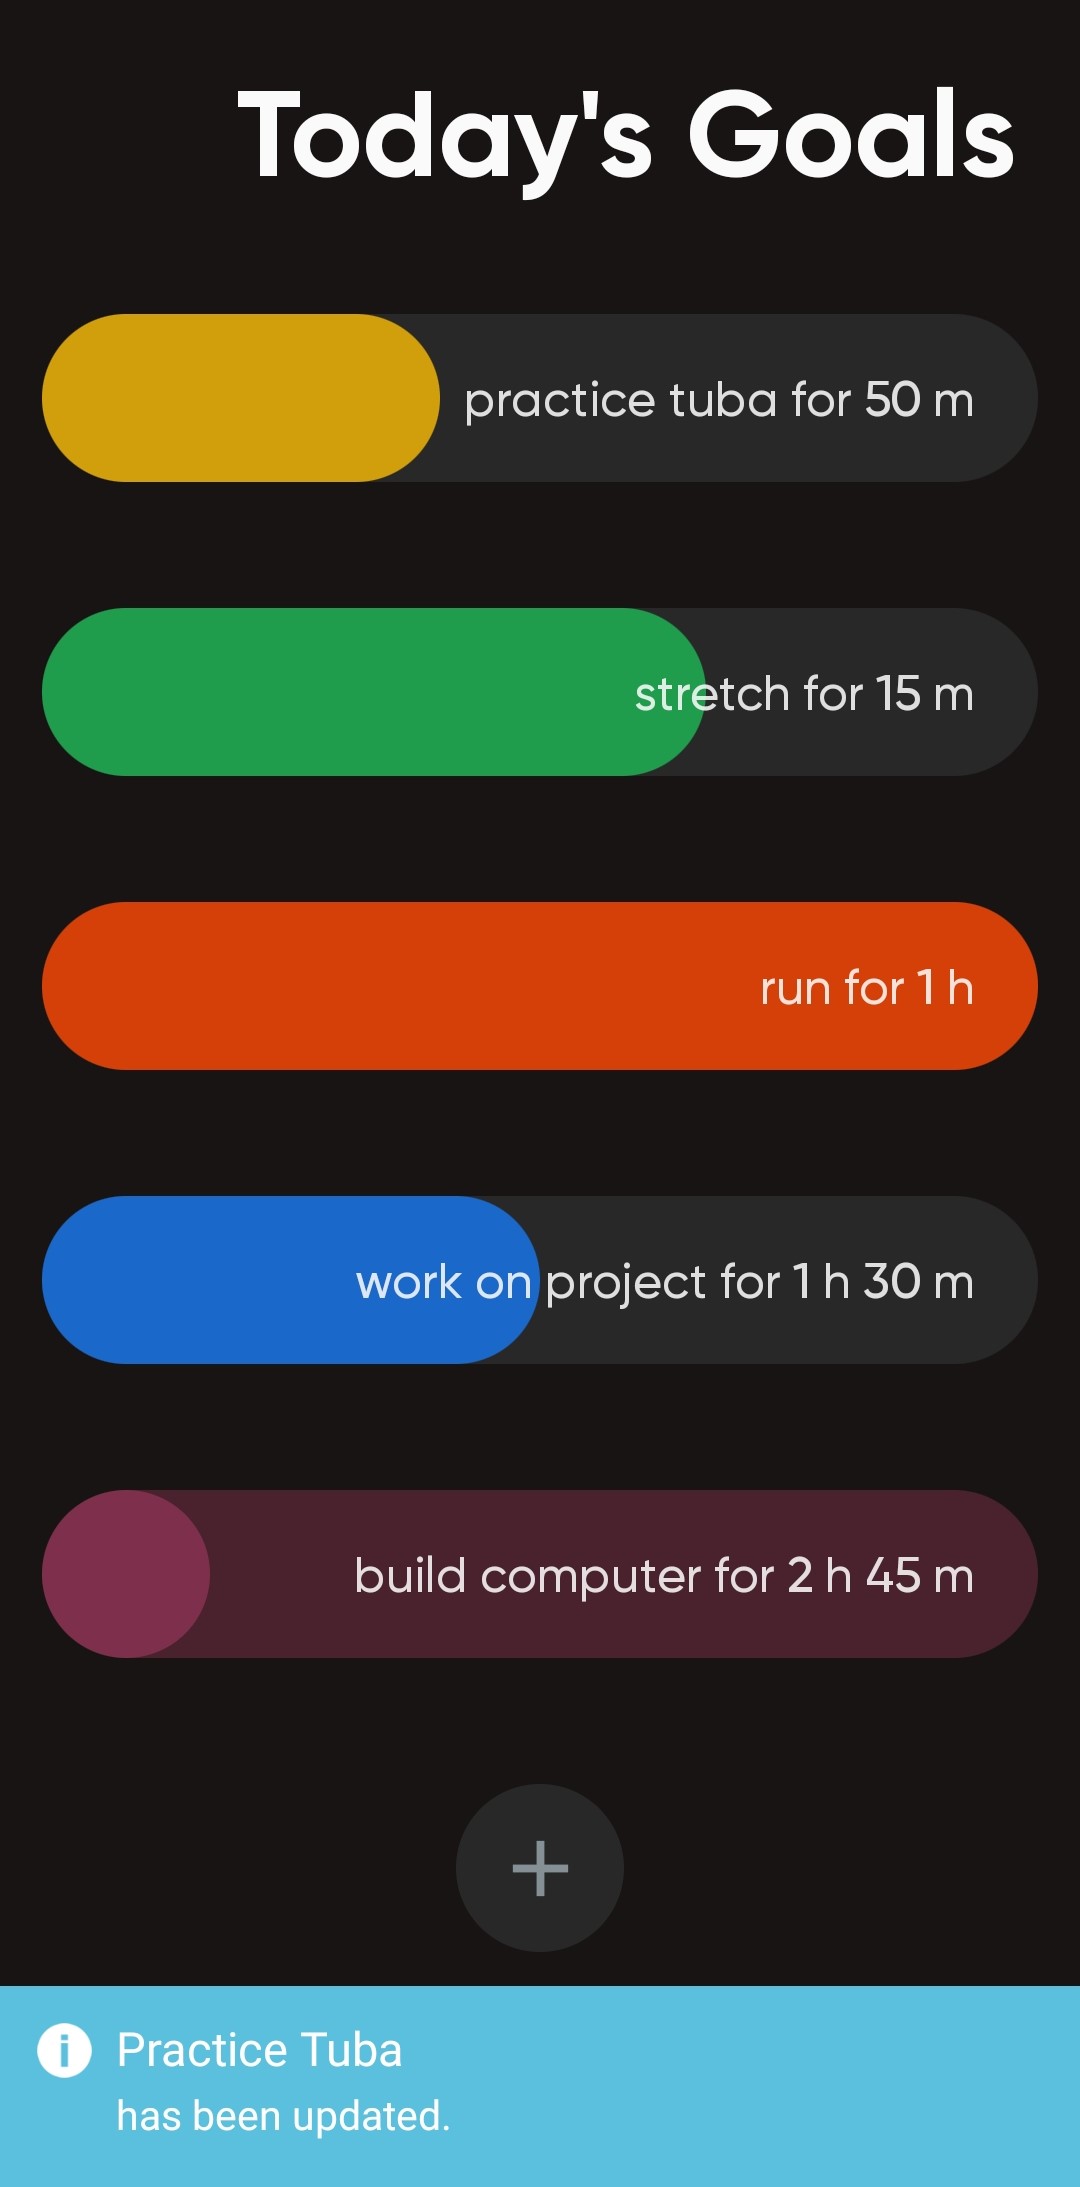 Today's Goals
practice tuba for 50 m
stretch for 15 m
run for 1 h
work on project for 1 h 30 m
build computer for 2 h 45 m
Practice Tuba
has been updated.